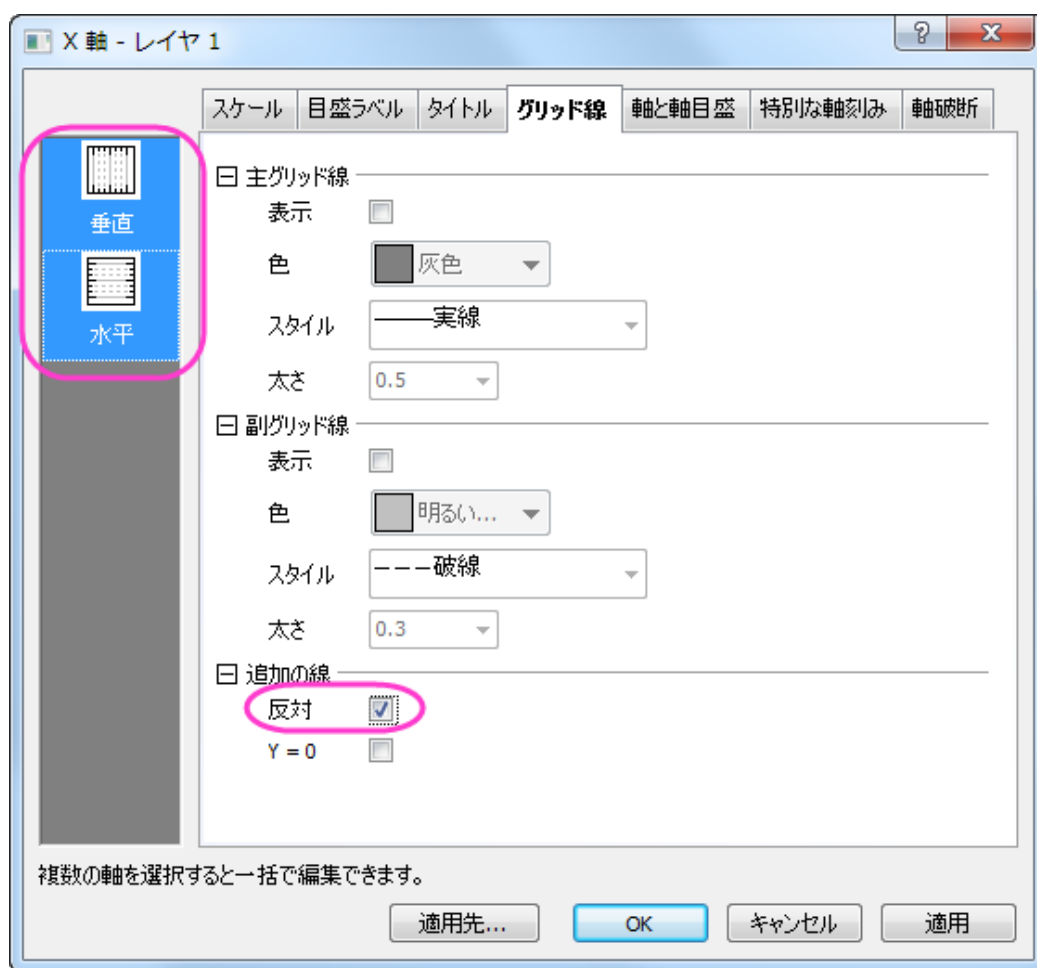 X 軸 - レイヤ 1
スケール 目盛ラベル タイトル グリッド線 軸と軸目盛 特別な軸刻み 軸破断
垂直
水平
主グリッド線
表示
色 灰色
スタイル 実線
太さ 0.5
副グリッド線
表示
色 明るい...
スタイル 破線
太さ 0.3
追加の線
反対
Y = 0
複数の軸を選択すると一括で編集できます。
適用先... OK キャンセル 適用